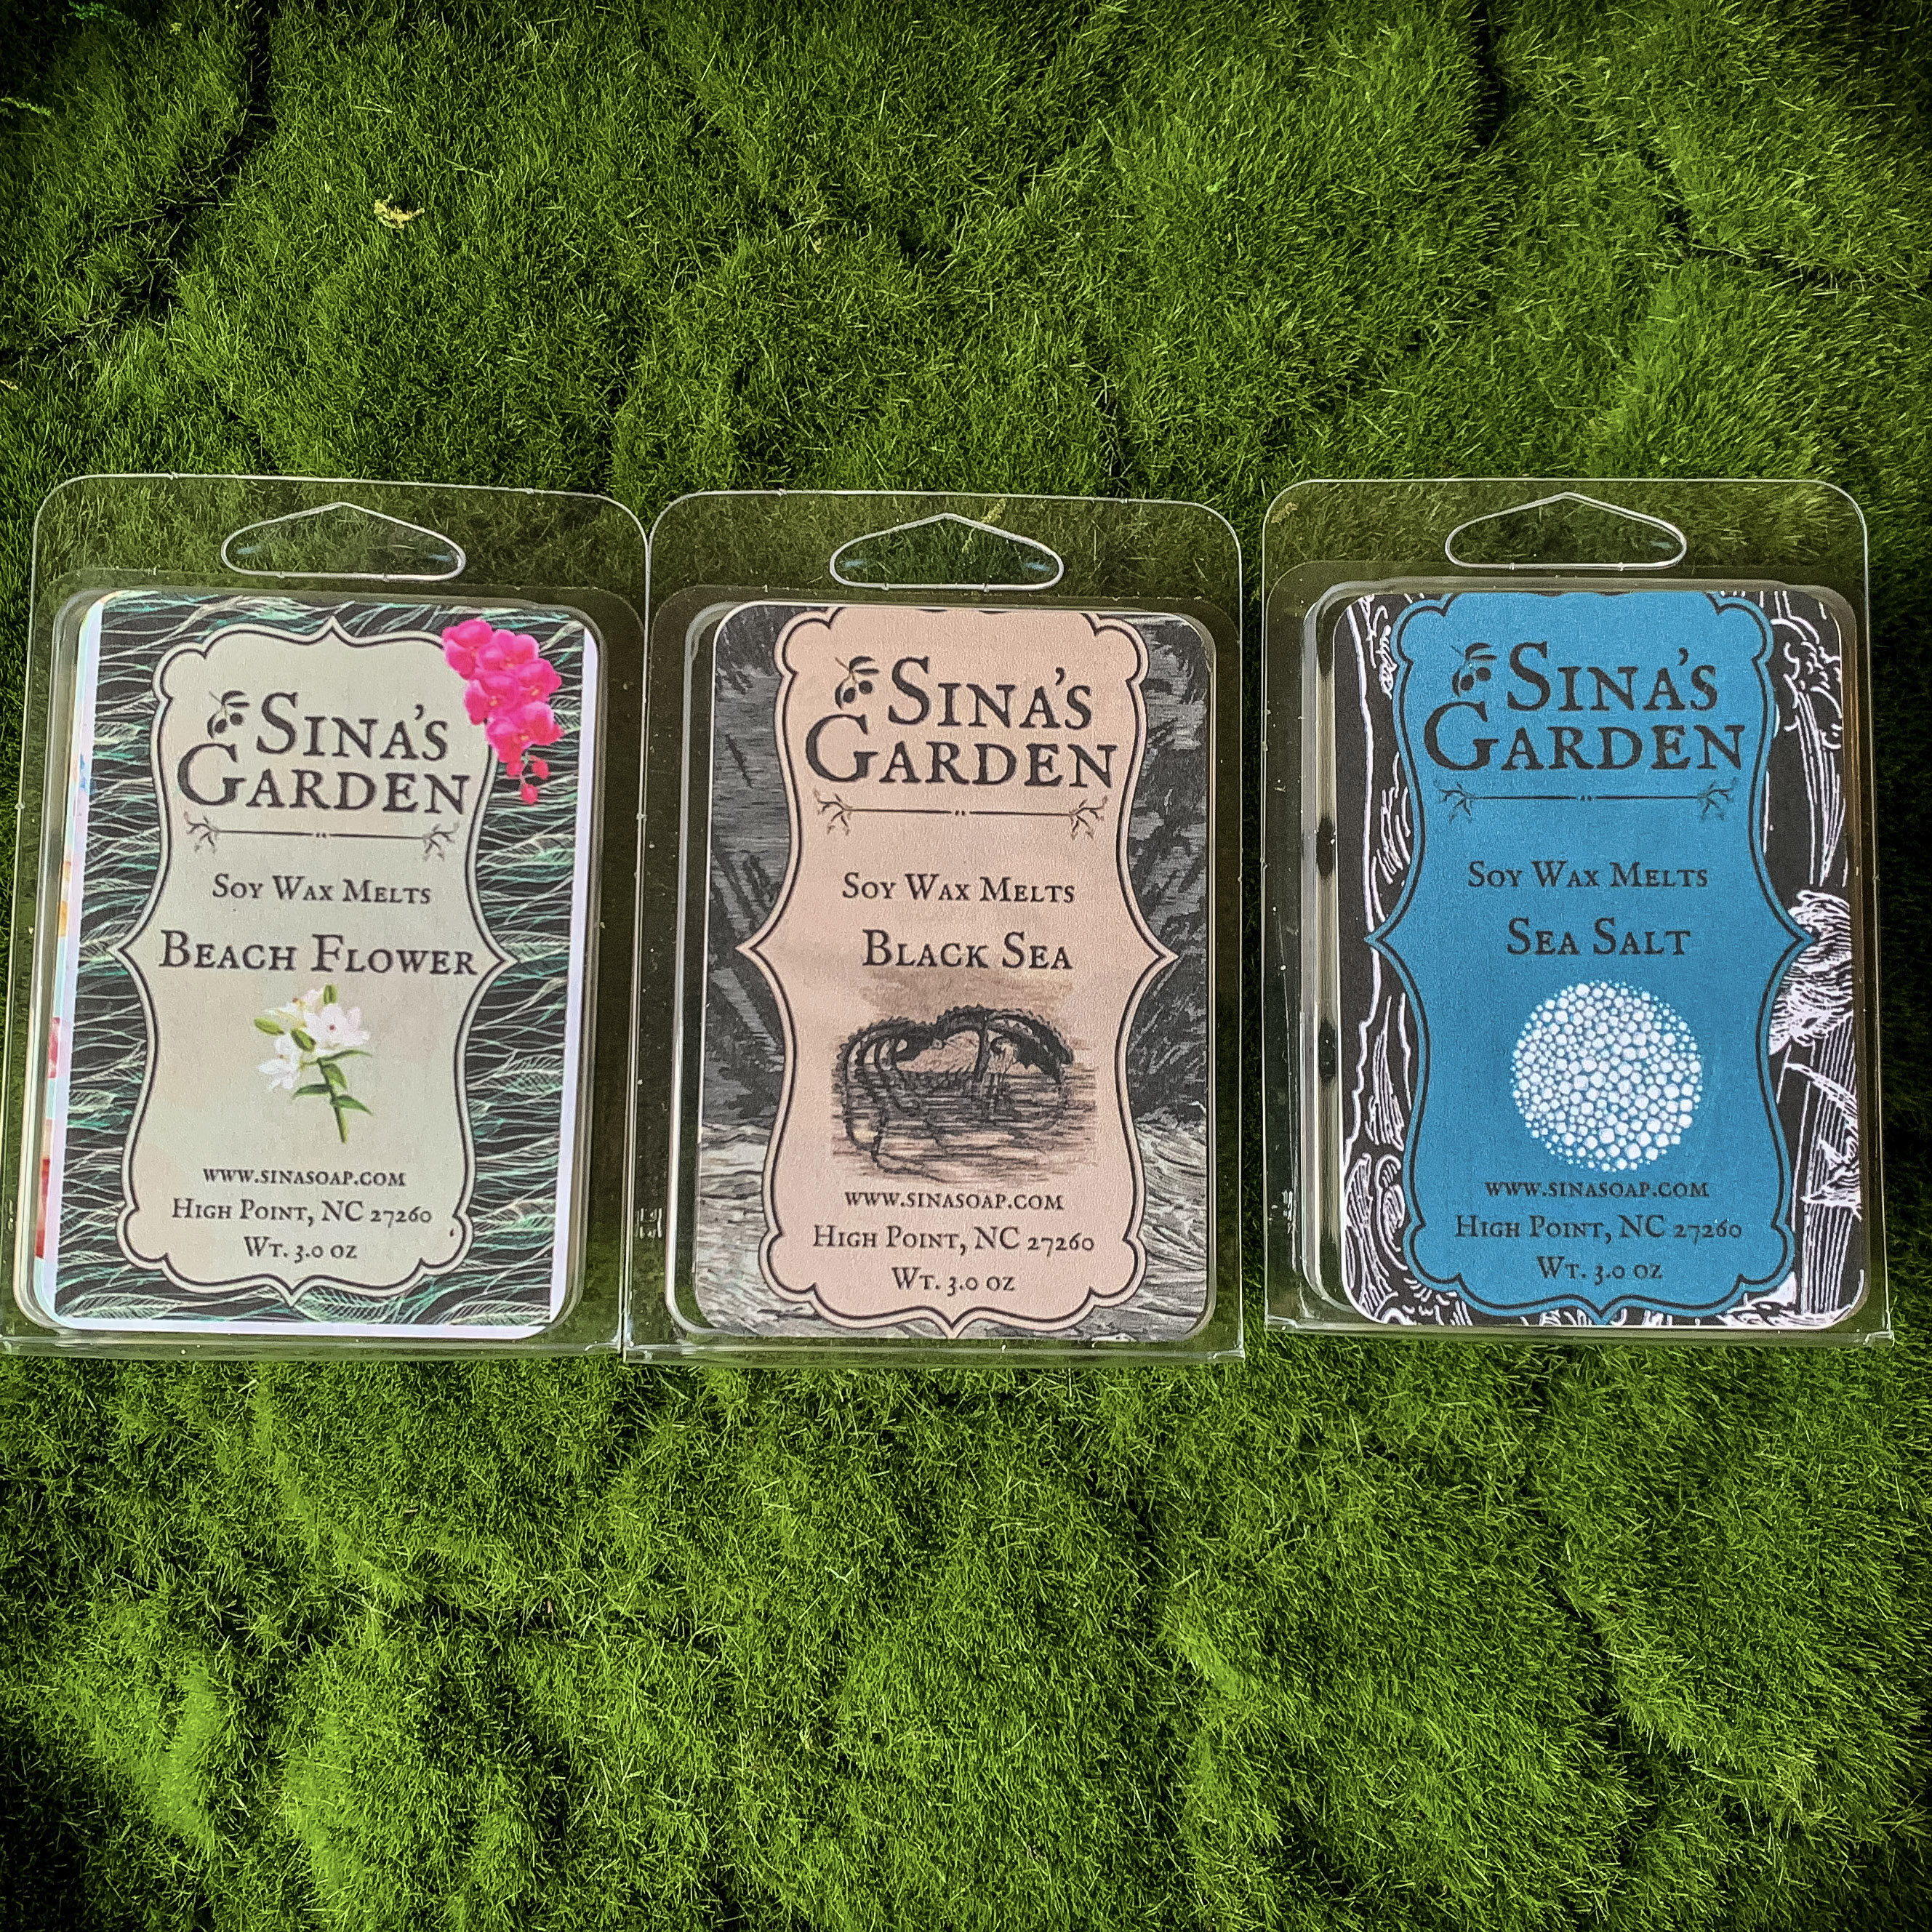 Sina's
Garden
Soy Wax Melts
Beach Flower
www.sinasoap.com
High Point, NC 27260
Wt. 3.0 oz
Sina's
Garden
Soy Wax Melts
Black Sea
www.sinasoap.com
High Point, NC 27260
Wt. 3.0 oz
Sina's
Garden
Soy Wax Melts
Sea Salt
www.sinasoap.com
High Point, NC 27260
Wt. 3.0 oz